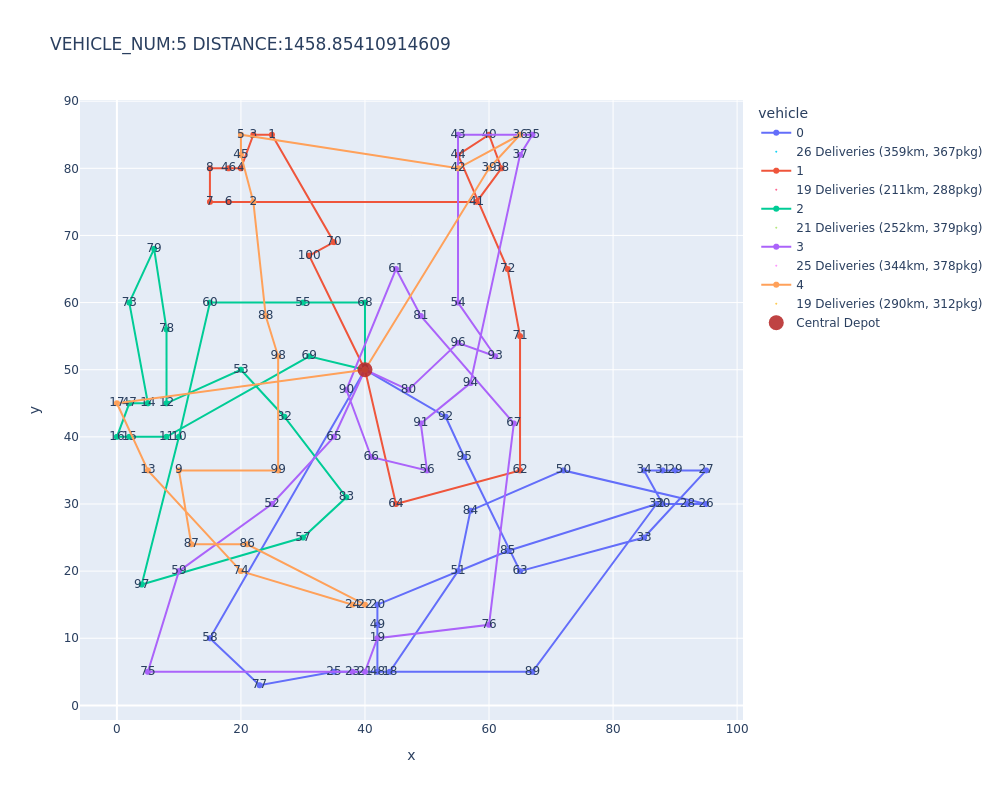 VEHICLE_NUM:5 DISTANCE:1458.85410914609
vehicle
0
26 Deliveries (359km, 367pkg)
1
19 Deliveries (211km, 288pkg)
2
21 Deliveries (252km, 379pkg)
3
25 Deliveries (344km, 378pkg)
4
19 Deliveries (290km, 312pkg)
Central Depot
90
80
70
60
50
40
30
20
10
0
y
0
20
40
60
80
100
x
5 3 1 43 40 36 35
45 44 37
8 46 4 42 39 38
7 6 2 41
70
79 100
61 72
73 60 55 68 54
88 81
78 71
98 69 96 93
53
90 80 94
17 47 14 12
32 92 91 67
16 15 11 10 65
66 95
13 9 99 56 62 50 34 31 29 27
83
52 64 30 28 26
84
57 33
87 86 85
59 74 51 63
97
24 22 20
49 76
58 19
75 25 23 21 48 18 89
77